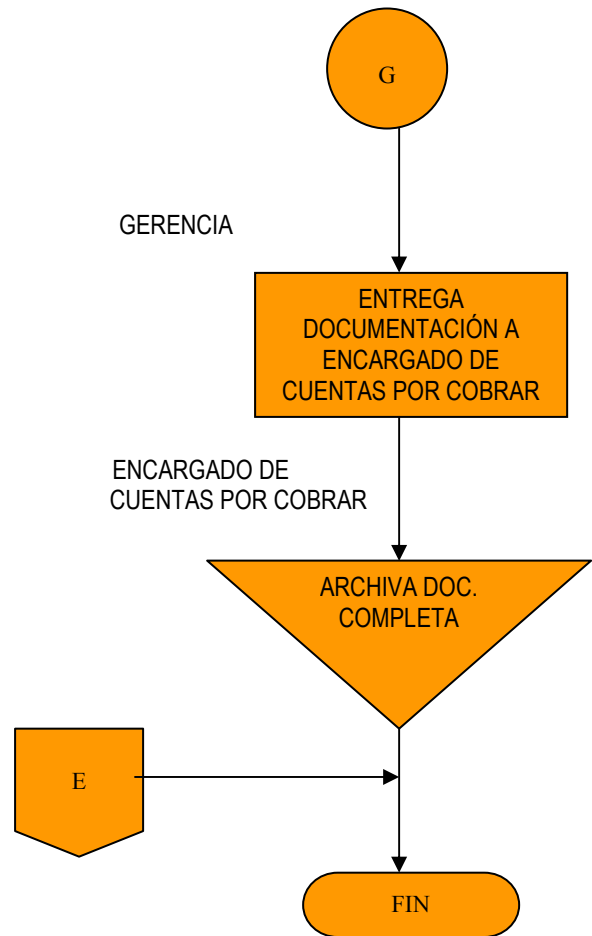 G
GERENCIA
ENTREGA
DOCUMENTACIÓN A
ENCARGADO DE
CUENTAS POR COBRAR
ENCARGADO DE
CUENTAS POR COBRAR
ARCHIVA DOC.
COMPLETA
E
FIN